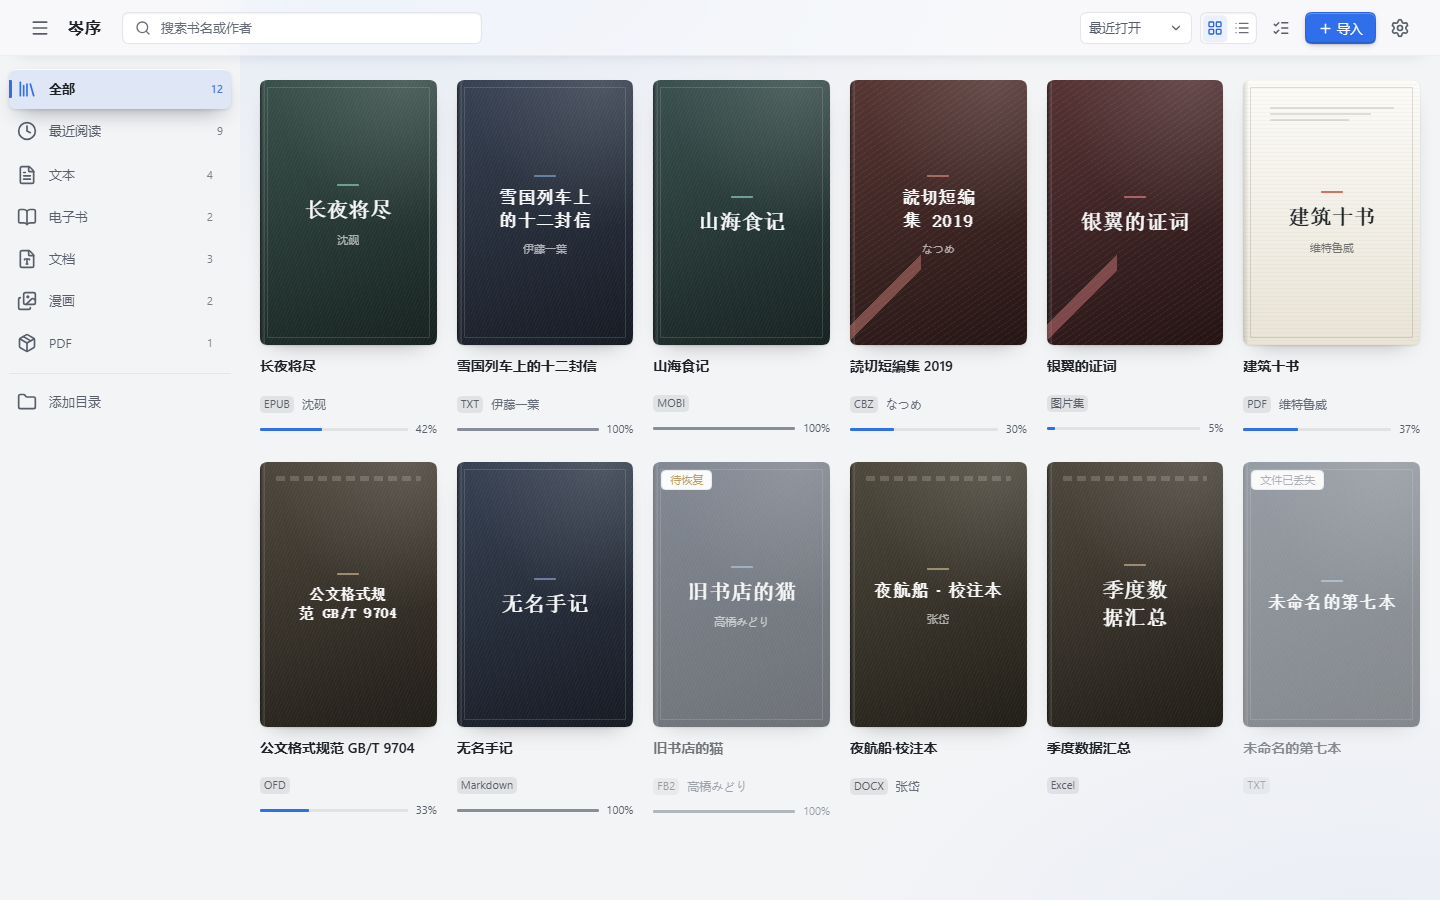 岑序
搜索书名或作者
最近打开
导入
全部 12
最近阅读 9
文本 4
电子书 2
文档 3
漫画 2
PDF 1
添加目录
长夜将尽
沈砚
雪国列车上
的十二封信
伊藤一葉
山海食记
読切短編
集 2019
なつめ
银翼的证词
建筑十书
维特鲁威
长夜将尽
EPUB 沈砚
42%
雪国列车上的十二封信
TXT 伊藤一葉
100%
山海食记
MOBI
100%
読切短編集 2019
CBZ なつめ
30%
银翼的证词
图片集
5%
建筑十书
PDF 维特鲁威
37%
公文格式规
范 GB/T 9704
无名手记
待恢复
旧书店的猫
高橋みどり
夜航船·校注本
张岱
季度数
据汇总
文件已丢失
未命名的第七本
公文格式规范 GB/T 9704
OFD
33%
无名手记
Markdown
100%
旧书店的猫
FB2 高橋みどり
100%
夜航船·校注本
DOCX 张岱
季度数据汇总
Excel
未命名的第七本
TXT